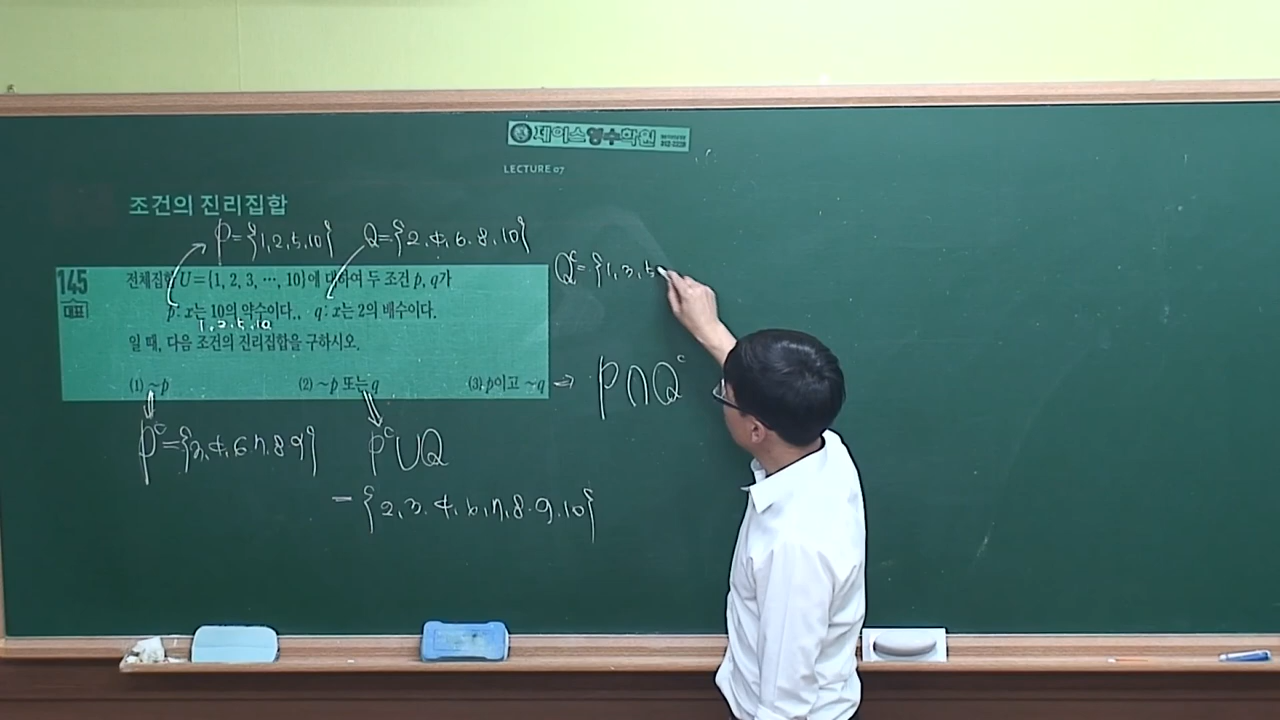 제이스영수학원
LECTURE 07
조건의 진리집합
P={1,2,5,10} Q={2,4,6,8,10}
Qᶜ={1,3,5
145
대표
전체집합 U={1, 2, 3, ⋯, 10}에 대하여 두 조건 p, q가
p: x는 10의 약수이다., q: x는 2의 배수이다.
1,2,5,10
일 때, 다음 조건의 진리집합을 구하시오.
(1) ~p (2) ~p 또는 q (3) p이고 ~q ⇒ P∩Qᶜ
Pᶜ={3,4,6,7,8,9} Pᶜ∪Q
={2,3,4,6,7,8,9,10}